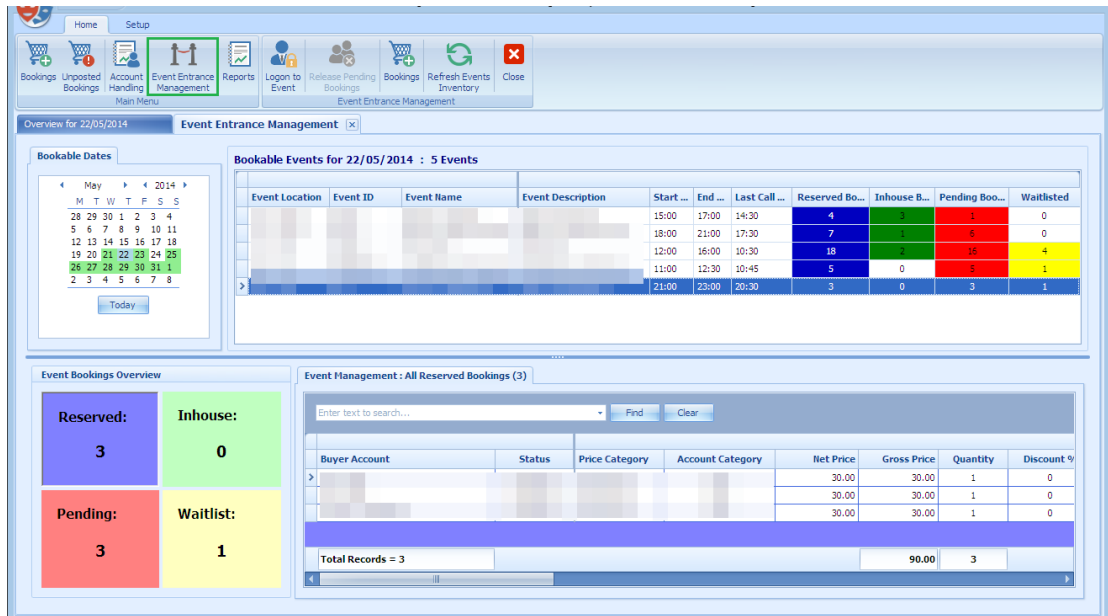 Home Setup
Bookings Unposted Bookings Account Handling Event Entrance Management Reports Logon to Event Release Pending Bookings Bookings Refresh Events Inventory Close
Main Menu Event Entrance Management
Overview for 22/05/2014 Event Entrance Management
Bookable Dates
May 2014
M T W T F S S
28 29 30 1 2 3 4
5 6 7 8 9 10 11
12 13 14 15 16 17 18
19 20 21 22 23 24 25
26 27 28 29 30 31 1
2 3 4 5 6 7 8
Today
Bookable Events for 22/05/2014 : 5 Events
Event Location Event ID Event Name Event Description Start ... End ... Last Call ... Reserved Bo... Inhouse B... Pending Boo... Waitlisted
15:00 17:00 14:30 4 3 1 0
18:00 21:00 17:30 7 1 6 0
12:00 16:00 10:30 18 2 16 4
11:00 12:30 10:45 5 0 5 1
21:00 23:00 20:30 3 0 3 1
Event Bookings Overview
Reserved: Inhouse:
3 0
Pending: Waitlist:
3 1
Event Management : All Reserved Bookings (3)
Enter text to search... Find Clear
Buyer Account Status Price Category Account Category Net Price Gross Price Quantity Discount %
30.00 30.00 1 0
30.00 30.00 1 0
30.00 30.00 1 0
Total Records = 3 90.00 3